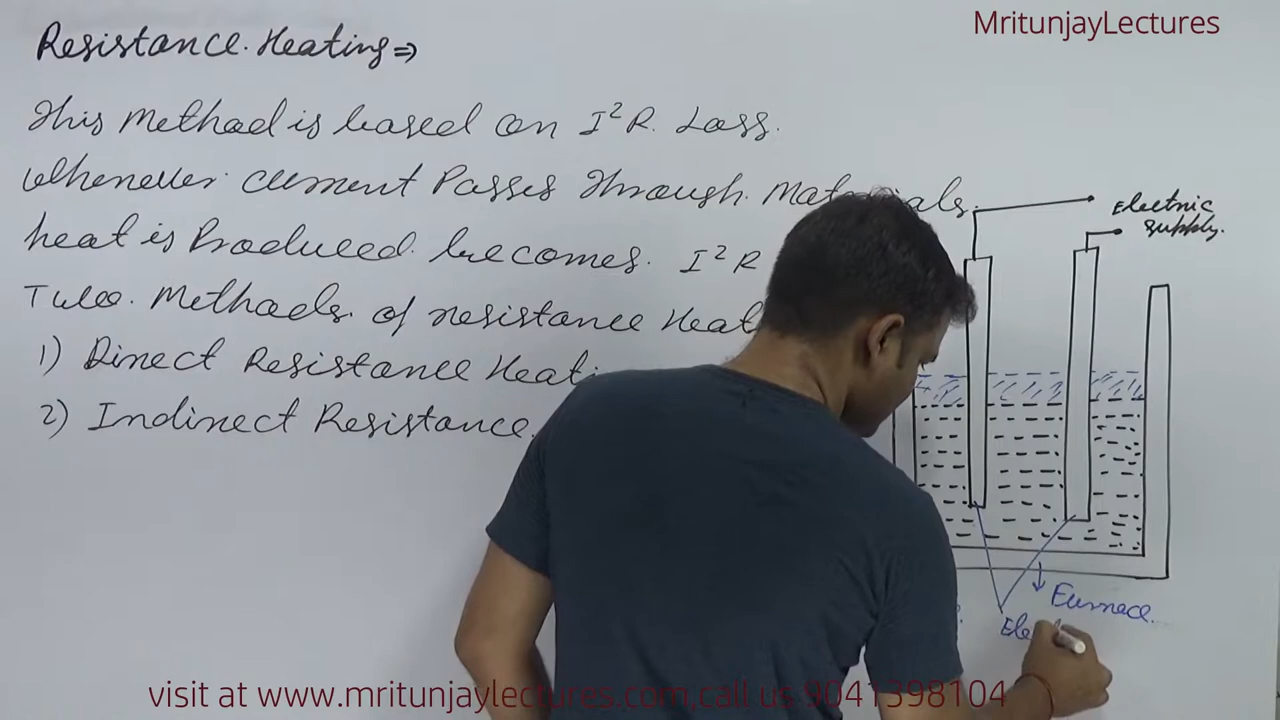 MritunjayLectures
Resistance Heating ⇒
This Method is based on I²R Loss.
Whenever current Passes Through Materials
heat is Produced becomes I²R
Two Methods of resistance Heat
1) Direct Resistance Heati
2) Indirect Resistance
Electric
supply.
Furnace.
Ele
visit at www.mritunjaylectures.com,call us 9041398104